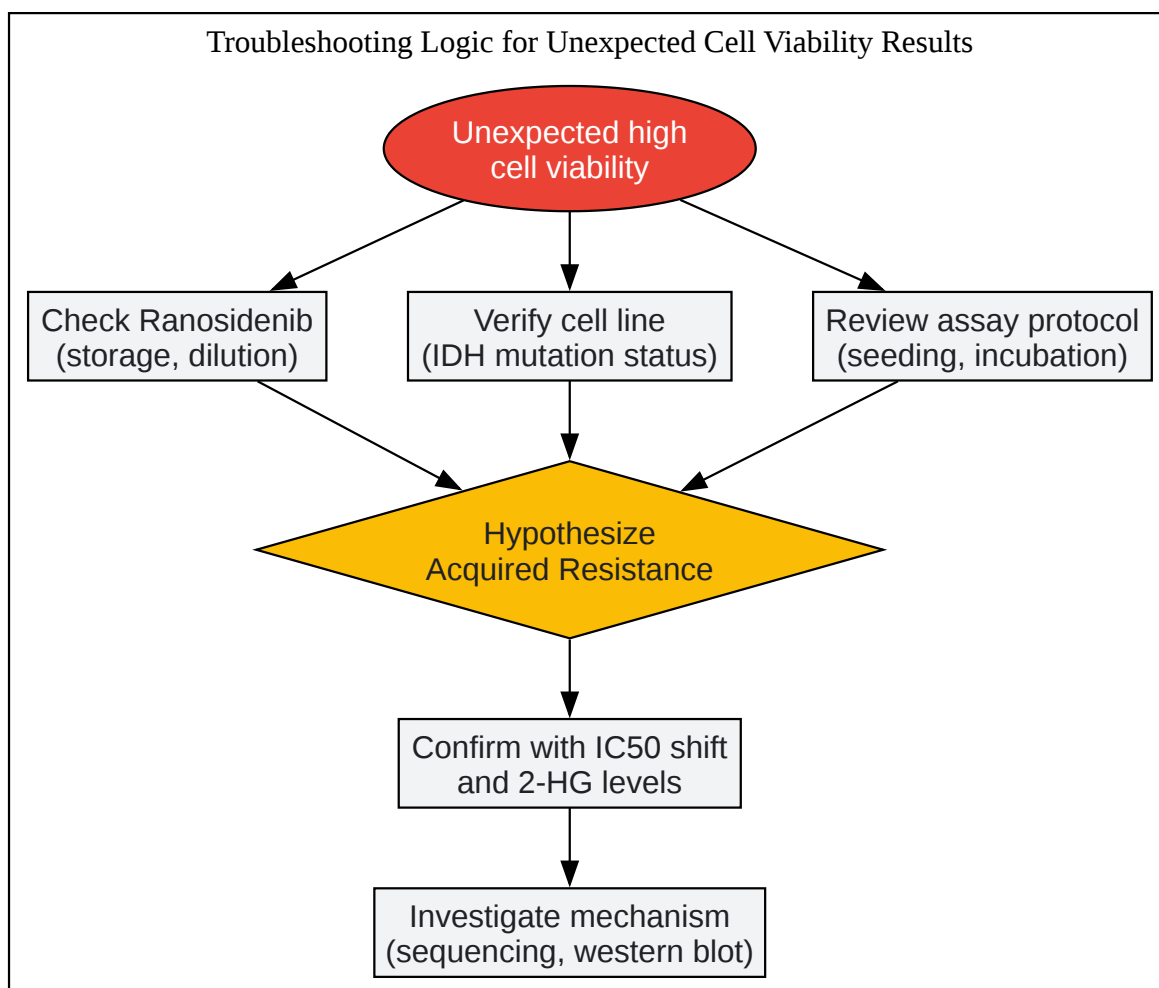 Troubleshooting Logic for Unexpected Cell Viability Results
Unexpected high
cell viability
Check Ranosidenib
(storage, dilution)
Verify cell line
(IDH mutation status)
Review assay protocol
(seeding, incubation)
Hypothesize
Acquired Resistance
Confirm with IC50 shift
and 2-HG levels
Investigate mechanism
(sequencing, western blot)